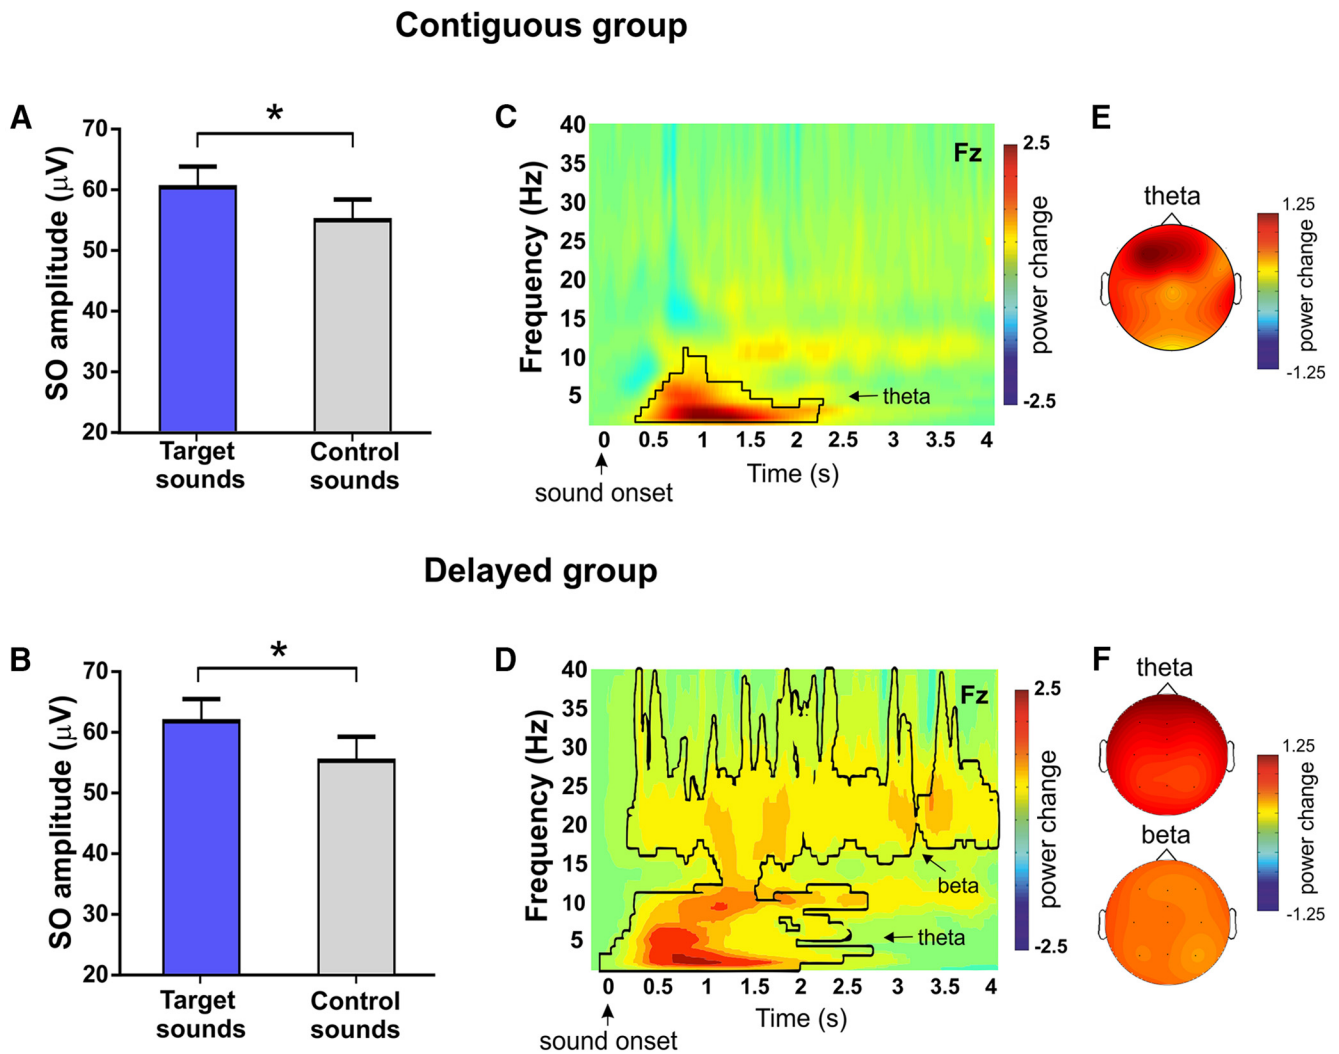 Contiguous group
A
SO amplitude (µV)
70
60
50
40
30
20
*
Target
sounds
Control
sounds
C
Frequency (Hz)
40
35
30
25
20
15
10
5
Fz
theta
0 0.5 1 1.5 2 2.5 3 3.5 4
Time (s)
sound onset
2.5
power change
-2.5
E
theta
1.25
power change
-1.25
Delayed group
B
SO amplitude (µV)
70
60
50
40
30
20
*
Target
sounds
Control
sounds
D
Frequency (Hz)
40
35
30
25
20
15
10
5
Fz
beta
theta
0 0.5 1 1.5 2 2.5 3 3.5 4
Time (s)
sound onset
2.5
power change
-2.5
F
theta
beta
1.25
power change
-1.25